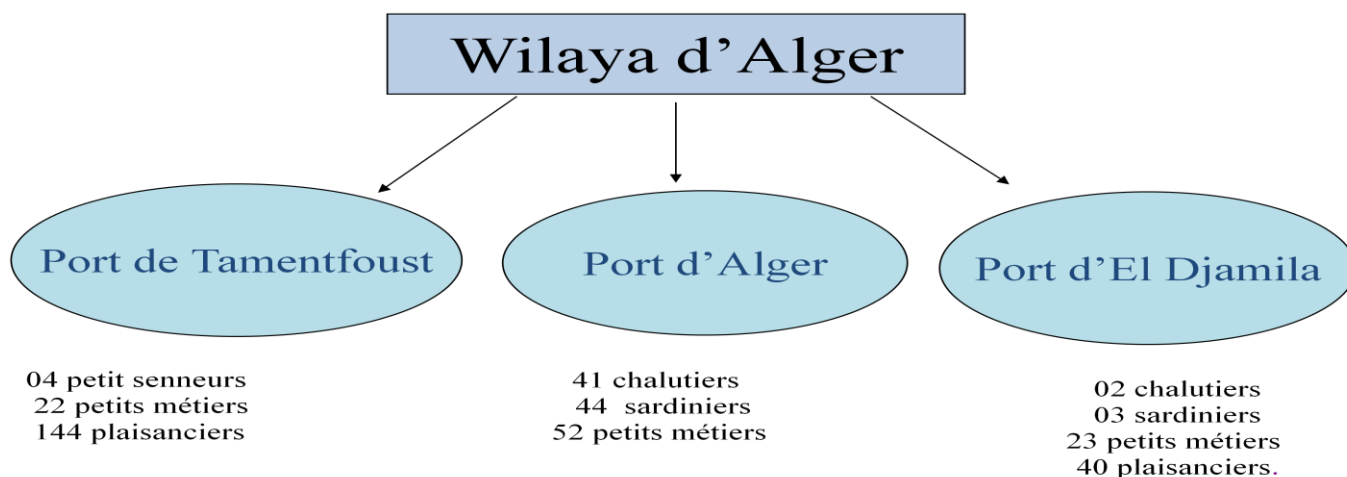 Wilaya d’Alger
Port de Tamentfoust
Port d’Alger
Port d’El Djamila
04 petit senneurs
22 petits métiers
144 plaisanciers
41 chalutiers
44 sardiniers
52 petits métiers
02 chalutiers
03 sardiniers
23 petits métiers
40 plaisanciers.